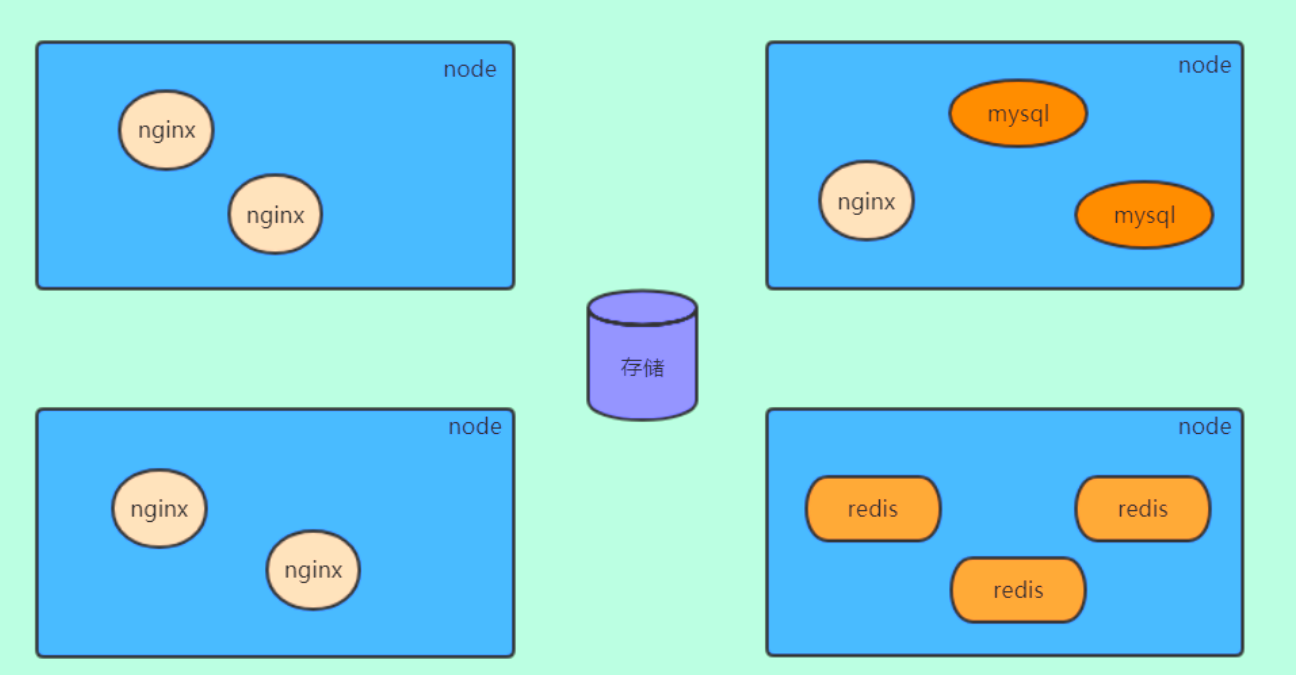 node
nginx
nginx
node
mysql
nginx
mysql
存储
node
nginx
nginx
node
redis
redis
redis